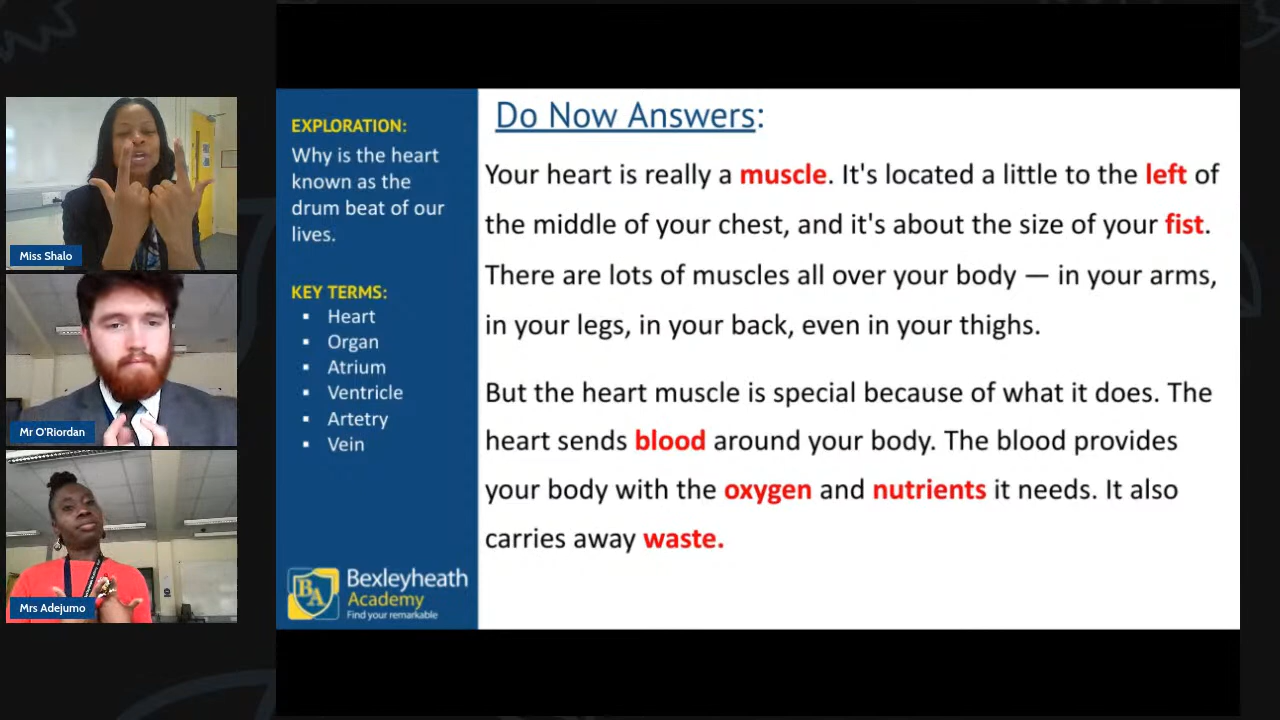 Miss Shalo
Mr O'Riordan
Mrs Adejumo
EXPLORATION:
Why is the heart
known as the
drum beat of our
lives.
KEY TERMS:
▪ Heart
▪ Organ
▪ Atrium
▪ Ventricle
▪ Artetry
▪ Vein
BA
Bexleyheath
Academy
Find your remarkable
Do Now Answers:
Your heart is really a muscle. It's located a little to the left of
the middle of your chest, and it's about the size of your fist.
There are lots of muscles all over your body — in your arms,
in your legs, in your back, even in your thighs.
But the heart muscle is special because of what it does. The
heart sends blood around your body. The blood provides
your body with the oxygen and nutrients it needs. It also
carries away waste.